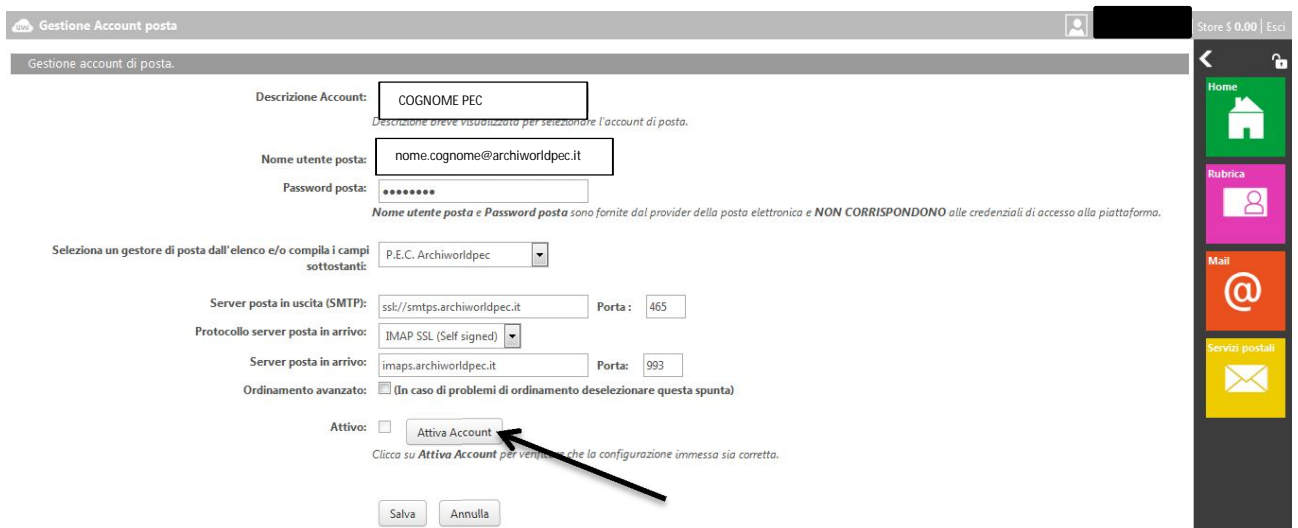 uwa Gestione Account posta
Store $ 0.00 | Esci
Gestione account di posta.
Descrizione Account: COGNOME PEC
Descrizione breve visualizzata per selezionare l'account di posta.
Nome utente posta: nome.cognome@archiworldpec.it
Password posta: ••••••••
Nome utente posta e Password posta sono fornite dal provider della posta elettronica e NON CORRISPONDONO alle credenziali di accesso alla piattaforma.
Seleziona un gestore di posta dall'elenco e/o compila i campi
sottostanti: P.E.C. Archiworldpec
Server posta in uscita (SMTP): ssl://smtps.archiworldpec.it Porta : 465
Protocollo server posta in arrivo: IMAP SSL (Self signed)
Server posta in arrivo: imaps.archiworldpec.it Porta: 993
Ordinamento avanzato: (In caso di problemi di ordinamento deselezionare questa spunta)
Attivo: Attiva Account
Clicca su Attiva Account per verificare che la configurazione immessa sia corretta.
Salva Annulla
Home
Rubrica
Mail
@
Servizi postali